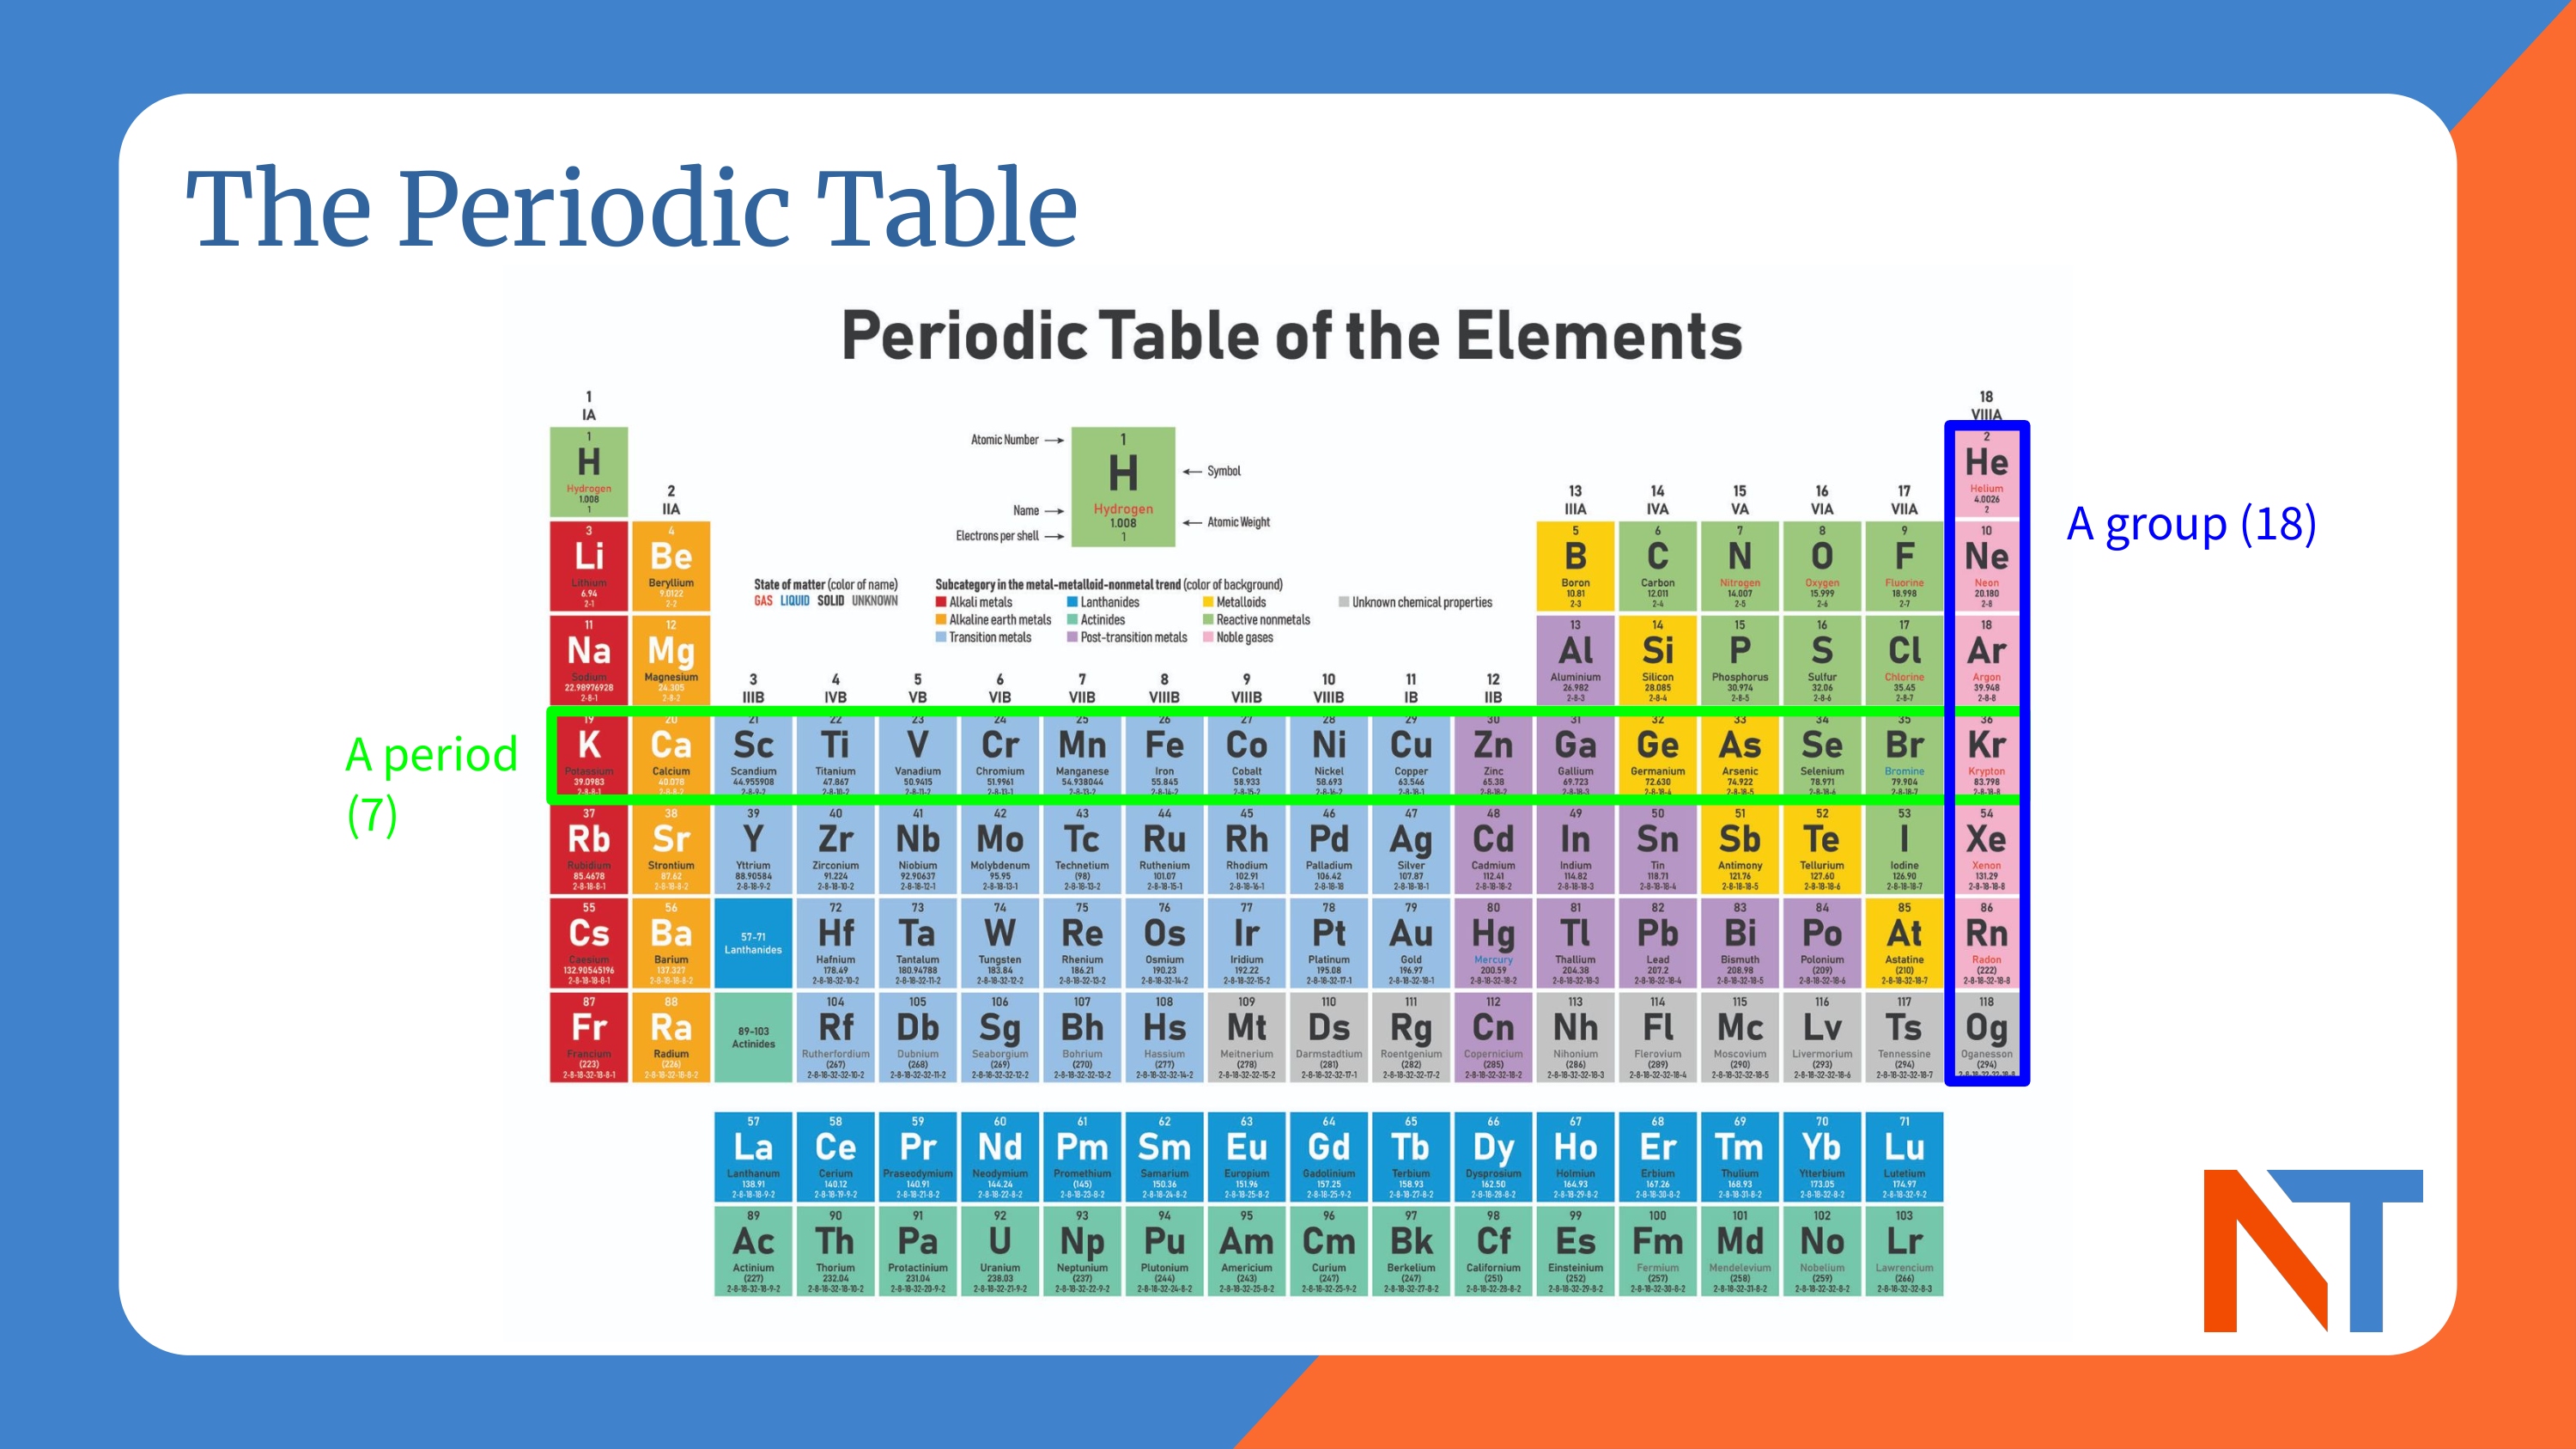 The Periodic Table
Periodic Table of the Elements
1
IA
18
VIIIA
1
H
Hydrogen
1.008
1
2
IIA
Atomic Number
Name
Electrons per shell
1
H
Hydrogen
1.008
1
Symbol
Atomic Weight
13
IIIA
14
IVA
15
VA
16
VIA
17
VIIA
2
He
Helium
4.0026
2
A group (18)
3
Li
Lithium
6.94
2-1
4
Be
Beryllium
9.0122
2-2
State of matter (color of name)
GAS LIQUID SOLID UNKNOWN
Subcategory in the metal-metalloid-nonmetal trend (color of background)
Alkali metals
Alkaline earth metals
Transition metals
Lanthanides
Actinides
Post-transition metals
Metalloids
Reactive nonmetals
Noble gases
Unknown chemical properties
5
B
Boron
10.81
2-3
6
C
Carbon
12.011
2-4
7
N
Nitrogen
14.007
2-5
8
O
Oxygen
15.999
2-6
9
F
Fluorine
18.998
2-7
10
Ne
Neon
20.180
2-8
11
Na
Sodium
22.98976928
2-8-1
12
Mg
Magnesium
24.305
2-8-2
3
IIIB
4
IVB
5
VB
6
VIB
7
VIIB
8
VIIIB
9
VIIIB
10
VIIIB
11
IB
12
IIB
13
Al
Aluminium
26.982
2-8-3
14
Si
Silicon
28.085
2-8-4
15
P
Phosphorus
30.974
2-8-5
16
S
Sulfur
32.06
2-8-6
17
Cl
Chlorine
35.45
2-8-7
18
Ar
Argon
39.948
2-8-8
A period
(7)
19
K
Potassium
39.0983
2-8-8-1
20
Ca
Calcium
40.078
2-8-8-2
21
Sc
Scandium
44.955908
2-8-9-2
22
Ti
Titanium
47.867
2-8-10-2
23
V
Vanadium
50.9415
2-8-11-2
24
Cr
Chromium
51.9961
2-8-13-1
25
Mn
Manganese
54.938044
2-8-13-2
26
Fe
Iron
55.845
2-8-14-2
27
Co
Cobalt
58.933
2-8-15-2
28
Ni
Nickel
58.693
2-8-16-2
29
Cu
Copper
63.546
2-8-18-1
30
Zn
Zinc
65.38
2-8-18-2
31
Ga
Gallium
69.723
2-8-18-3
32
Ge
Germanium
72.630
2-8-18-4
33
As
Arsenic
74.922
2-8-18-5
34
Se
Selenium
78.971
2-8-18-6
35
Br
Bromine
79.904
2-8-18-7
36
Kr
Krypton
83.798
2-8-18-8
37
Rb
Rubidium
85.4678
2-8-18-8-1
38
Sr
Strontium
87.62
2-8-18-8-2
39
Y
Yttrium
88.90584
2-8-18-9-2
40
Zr
Zirconium
91.224
2-8-18-10-2
41
Nb
Niobium
92.90637
2-8-18-12-1
42
Mo
Molybdenum
95.95
2-8-18-13-1
43
Tc
Technetium
(98)
2-8-18-13-2
44
Ru
Ruthenium
101.07
2-8-18-15-1
45
Rh
Rhodium
102.91
2-8-18-16-1
46
Pd
Palladium
106.42
2-8-18-18
47
Ag
Silver
107.87
2-8-18-18-1
48
Cd
Cadmium
112.41
2-8-18-18-2
49
In
Indium
114.82
2-8-18-18-3
50
Sn
Tin
118.71
2-8-18-18-4
51
Sb
Antimony
121.76
2-8-18-18-5
52
Te
Tellurium
127.60
2-8-18-18-6
53
I
Iodine
126.90
2-8-18-18-7
54
Xe
Xenon
131.29
2-8-18-18-8
55
Cs
Caesium
132.90545196
2-8-18-18-8-1
56
Ba
Barium
137.327
2-8-18-18-8-2
57-71
Lanthanides
72
Hf
Hafnium
178.49
2-8-18-32-10-2
73
Ta
Tantalum
180.94788
2-8-18-32-11-2
74
W
Tungsten
183.84
2-8-18-32-12-2
75
Re
Rhenium
186.21
2-8-18-32-13-2
76
Os
Osmium
190.23
2-8-18-32-14-2
77
Ir
Iridium
192.22
2-8-18-32-15-2
78
Pt
Platinum
195.08
2-8-18-32-17-1
79
Au
Gold
196.97
2-8-18-32-18-1
80
Hg
Mercury
200.59
2-8-18-32-18-2
81
Tl
Thallium
204.38
2-8-18-32-18-3
82
Pb
Lead
207.2
2-8-18-32-18-4
83
Bi
Bismuth
208.98
2-8-18-32-18-5
84
Po
Polonium
(209)
2-8-18-32-18-6
85
At
Astatine
(210)
2-8-18-32-18-7
86
Rn
Radon
(222)
2-8-18-32-18-8
87
Fr
Francium
(223)
2-8-18-32-18-8-1
88
Ra
Radium
(226)
2-8-18-32-18-8-2
89-103
Actinides
104
Rf
Rutherfordium
(267)
2-8-18-32-32-10-2
105
Db
Dubnium
(268)
2-8-18-32-32-11-2
106
Sg
Seaborgium
(269)
2-8-18-32-32-12-2
107
Bh
Bohrium
(270)
2-8-18-32-32-13-2
108
Hs
Hassium
(277)
2-8-18-32-32-14-2
109
Mt
Meitnerium
(278)
2-8-18-32-32-15-2
110
Ds
Darmstadtium
(281)
2-8-18-32-32-17-1
111
Rg
Roentgenium
(282)
2-8-18-32-32-17-2
112
Cn
Copernicium
(285)
2-8-18-32-32-18-2
113
Nh
Nihonium
(286)
2-8-18-32-32-18-3
114
Fl
Flerovium
(289)
2-8-18-32-32-18-4
115
Mc
Moscovium
(290)
2-8-18-32-32-18-5
116
Lv
Livermorium
(293)
2-8-18-32-32-18-6
117
Ts
Tennessine
(294)
2-8-18-32-32-18-7
118
Og
Oganesson
(294)
2-8-18-32-32-18-8
57
La
Lanthanum
138.91
2-8-18-18-9-2
58
Ce
Cerium
140.12
2-8-18-19-9-2
59
Pr
Praseodymium
140.91
2-8-18-21-8-2
60
Nd
Neodymium
144.24
2-8-18-22-8-2
61
Pm
Promethium
(145)
2-8-18-23-8-2
62
Sm
Samarium
150.36
2-8-18-24-8-2
63
Eu
Europium
151.96
2-8-18-25-8-2
64
Gd
Gadolinium
157.25
2-8-18-25-9-2
65
Tb
Terbium
158.93
2-8-18-27-8-2
66
Dy
Dysprosium
162.50
2-8-18-28-8-2
67
Ho
Holmiun
164.93
2-8-18-29-8-2
68
Er
Erbium
167.26
2-8-18-30-8-2
69
Tm
Thulium
168.93
2-8-18-31-8-2
70
Yb
Ytterbium
173.05
2-8-18-32-8-2
71
Lu
Lutetium
174.97
2-8-18-32-9-2
89
Ac
Actinium
(227)
2-8-18-32-18-9-2
90
Th
Thorium
232.04
2-8-18-32-18-10-2
91
Pa
Protactinium
231.04
2-8-18-32-20-9-2
92
U
Uranium
238.03
2-8-18-32-21-9-2
93
Np
Neptunium
(237)
2-8-18-32-22-9-2
94
Pu
Plutonium
(244)
2-8-18-32-24-8-2
95
Am
Americium
(243)
2-8-18-32-25-8-2
96
Cm
Curium
(247)
2-8-18-32-25-9-2
97
Bk
Berkelium
(247)
2-8-18-32-27-8-2
98
Cf
Californium
(251)
2-8-18-32-28-8-2
99
Es
Einsteinium
(252)
2-8-18-32-29-8-2
100
Fm
Fermium
(257)
2-8-18-32-30-8-2
101
Md
Mendelevium
(258)
2-8-18-32-31-8-2
102
No
Nobelium
(259)
2-8-18-32-32-8-2
103
Lr
Lawrencium
(266)
2-8-18-32-32-8-3
NT